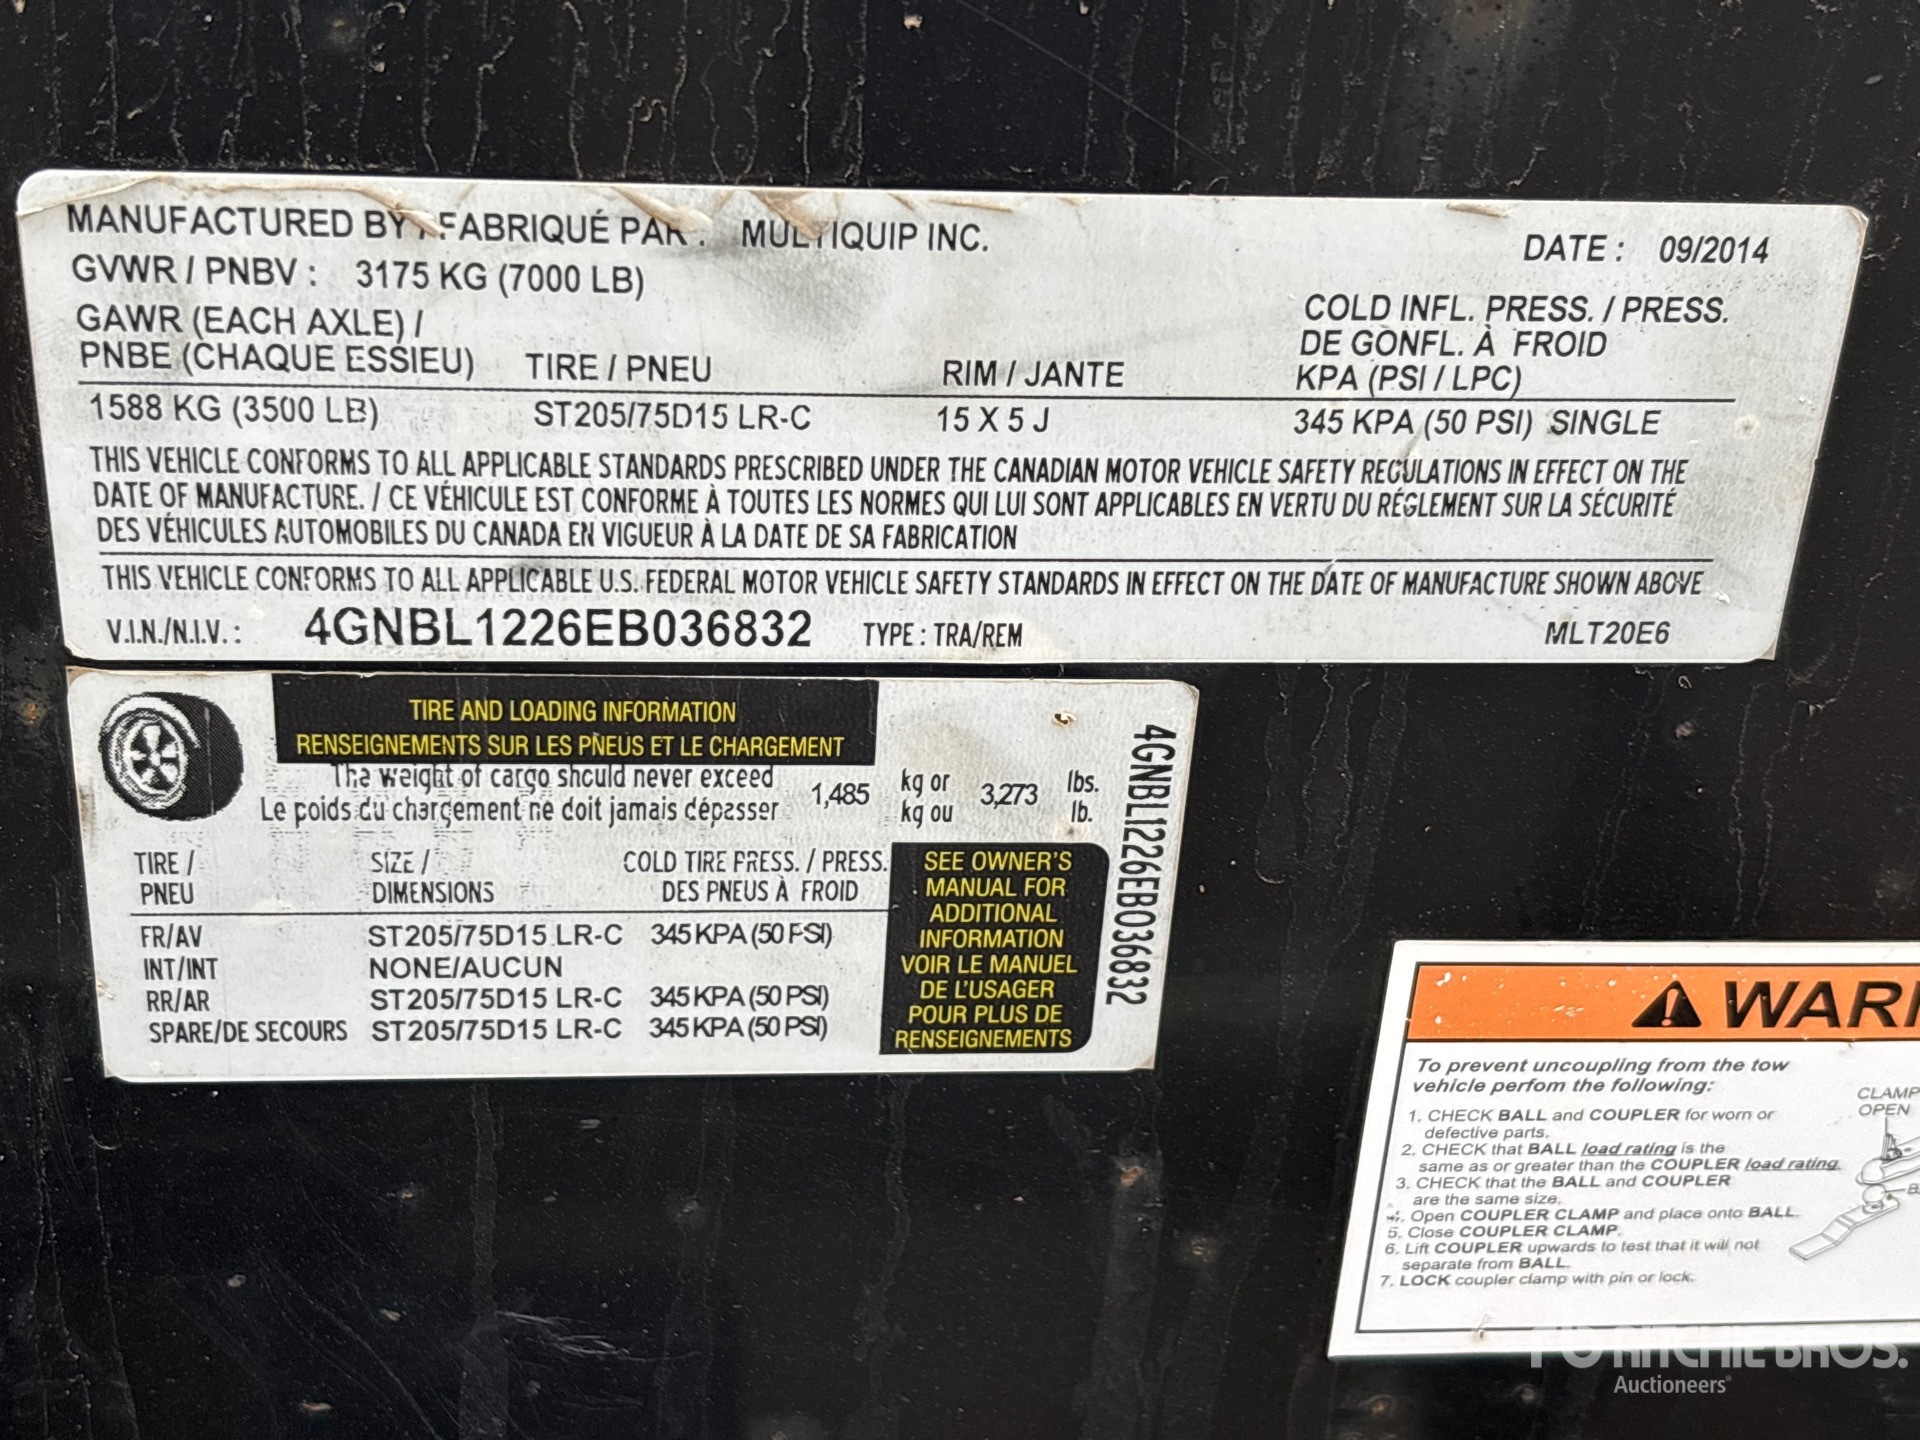 MANUFACTURED BY / FABRIQUÉ PAR : MULTIQUIP INC.
DATE : 09/2014
GVWR / PNBV : 3175 KG (7000 LB)
GAWR (EACH AXLE) /
PNBE (CHAQUE ESSIEU)
TIRE / PNEU
RIM / JANTE
COLD INFL. PRESS. / PRESS.
DE GONFL. À FROID
KPA (PSI / LPC)
1588 KG (3500 LB) ST205/75D15 LR-C 15 X 5 J 345 KPA (50 PSI) SINGLE
THIS VEHICLE CONFORMS TO ALL APPLICABLE STANDARDS PRESCRIBED UNDER THE CANADIAN MOTOR VEHICLE SAFETY REGULATIONS IN EFFECT ON THE
DATE OF MANUFACTURE. / CE VÉHICULE EST CONFORME À TOUTES LES NORMES QUI LUI SONT APPLICABLES EN VERTU DU RÉGLEMENT SUR LA SÉCURITÉ
DES VÉHICULES AUTOMOBILES DU CANADA EN VIGUEUR À LA DATE DE SA FABRICATION
THIS VEHICLE CONFORMS TO ALL APPLICABLE U.S. FEDERAL MOTOR VEHICLE SAFETY STANDARDS IN EFFECT ON THE DATE OF MANUFACTURE SHOWN ABOVE
V.I.N./N.I.V. : 4GNBL1226EB036832 TYPE : TRA/REM MLT20E6
TIRE AND LOADING INFORMATION
RENSEIGNEMENTS SUR LES PNEUS ET LE CHARGEMENT
The weight of cargo should never exceed 1,485 kg or 3,273 lbs.
Le poids du chargement ne doit jamais dépasser kg ou lb.
TIRE / SIZE / COLD TIRE PRESS. / PRESS.
PNEU DIMENSIONS DES PNEUS À FROID
FR/AV ST205/75D15 LR-C 345 KPA (50 PSI)
INT/INT NONE/AUCUN
RR/AR ST205/75D15 LR-C 345 KPA (50 PSI)
SPARE/DE SECOURS ST205/75D15 LR-C 345 KPA (50 PSI)
SEE OWNER'S
MANUAL FOR
ADDITIONAL
INFORMATION
VOIR LE MANUEL
DE L'USAGER
POUR PLUS DE
RENSEIGNEMENTS
4GNBL1226EB036832
To prevent uncoupling from the tow
vehicle perfom the following:
1. CHECK BALL and COUPLER for worn or
defective parts.
2. CHECK that BALL load rating is the
same as or greater than the COUPLER load rating.
3. CHECK that the BALL and COUPLER
are the same size.
4. Open COUPLER CLAMP and place onto BALL.
5. Close COUPLER CLAMP.
6. Lift COUPLER upwards to test that it will not
separate from BALL.
7. LOCK coupler clamp with pin or lock.
CLAMP
OPEN
RITCHIE BROS.
Auctioneers®